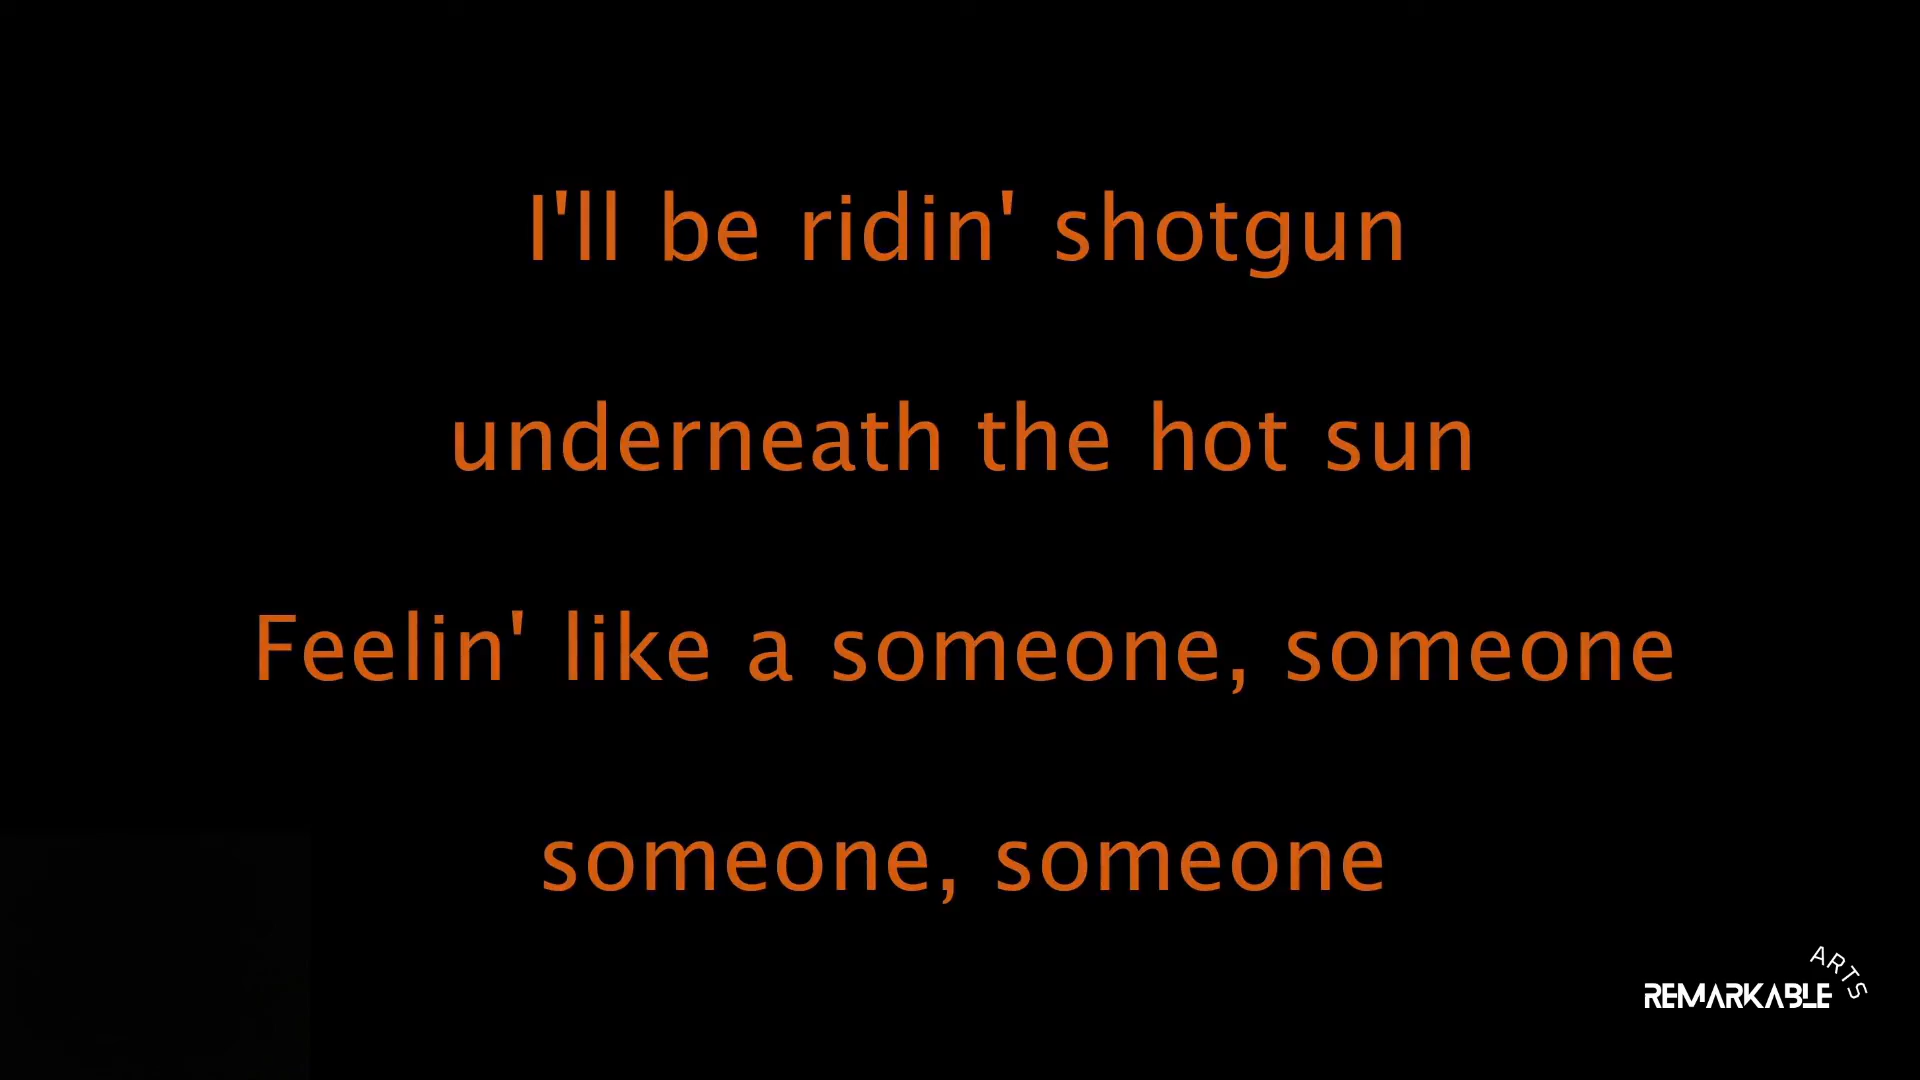 I'll be ridin' shotgun
underneath the hot sun
Feelin' like a someone, someone
someone, someone
ARTS
REMARKABLE